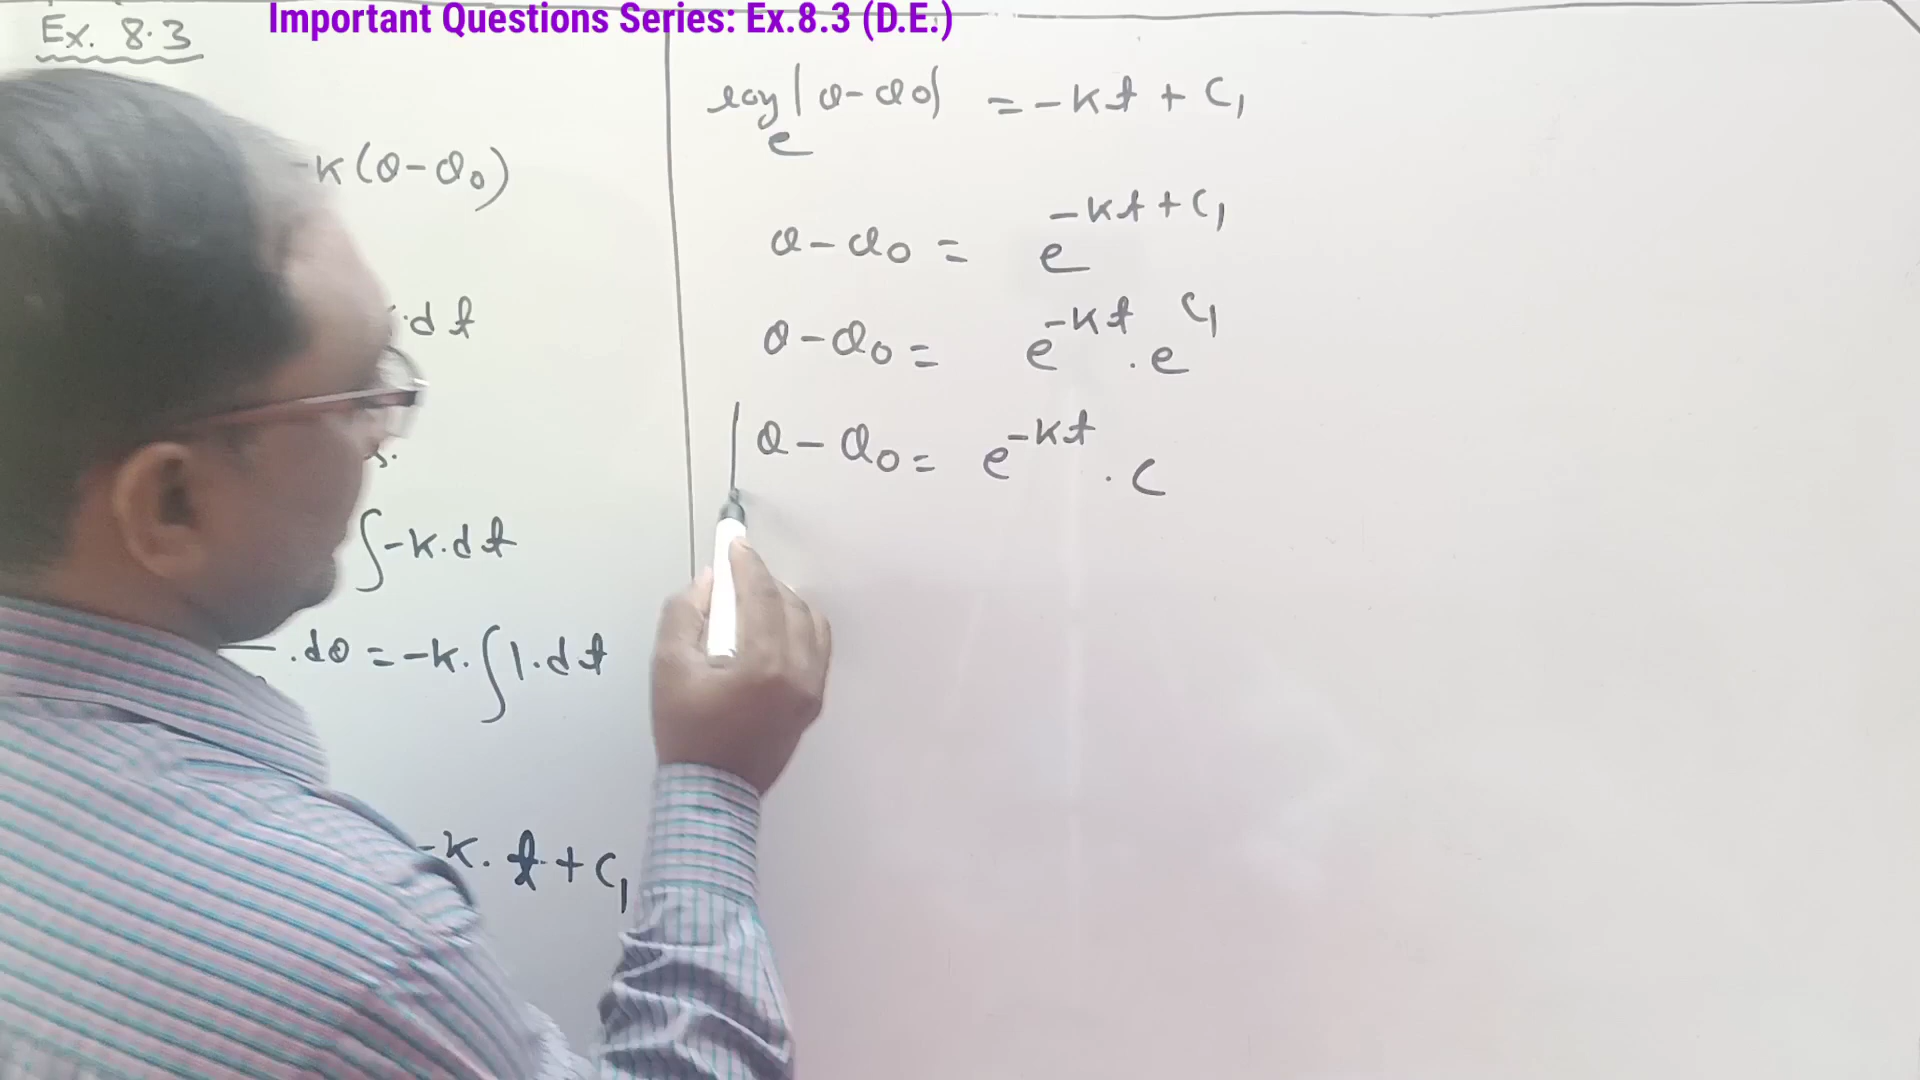 Important Questions Series: Ex.8.3 (D.E.)
Ex. 8.3
-k(θ-θ₀)
.dt
∫-k.dt
.dθ = -k.∫1.dt
-k. t + C₁
logₑ|θ-θ₀| = -kt + C₁
θ-θ₀ = e^(-kt+C₁)
θ-θ₀ = e^(-kt) . e^(C₁)
θ-θ₀ = e^(-kt) . C